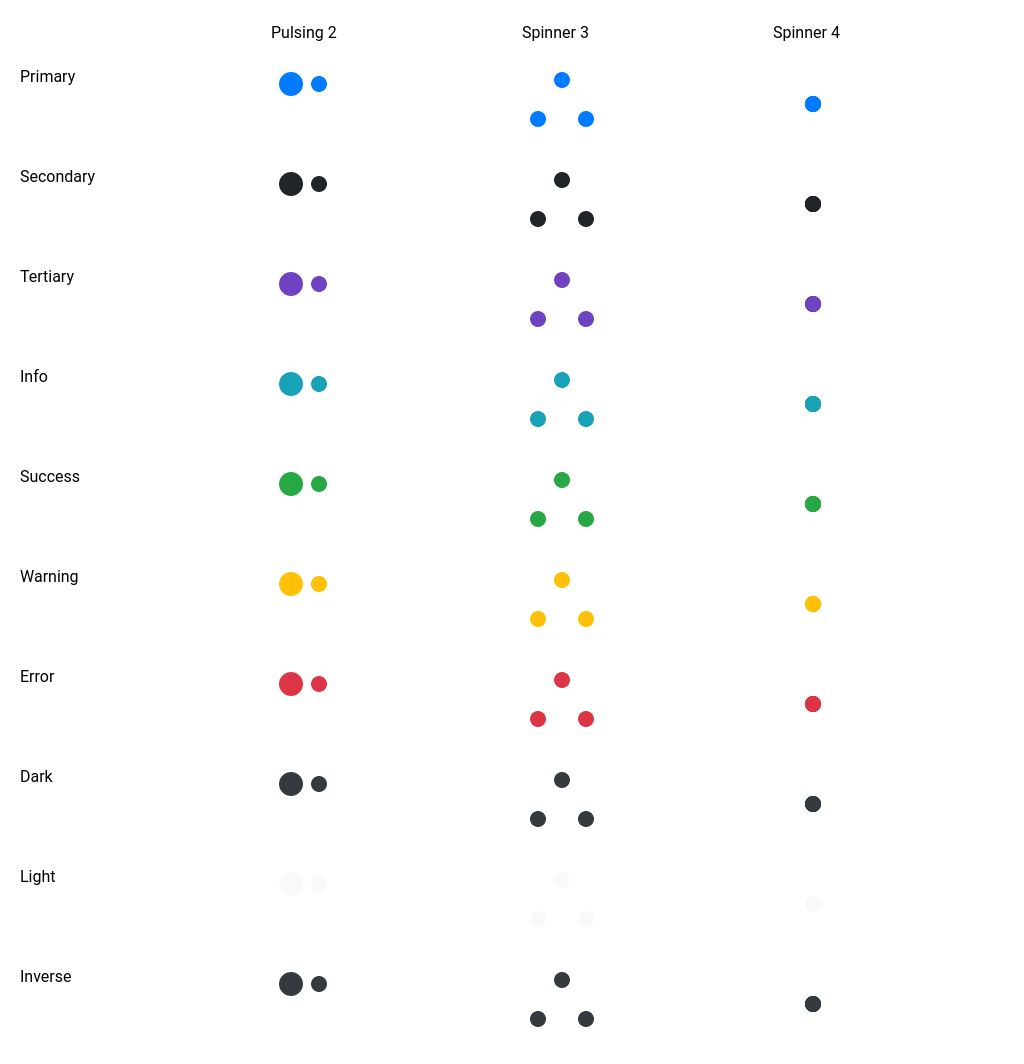 Pulsing 2 Spinner 3 Spinner 4
Primary
Secondary
Tertiary
Info
Success
Warning
Error
Dark
Light
Inverse